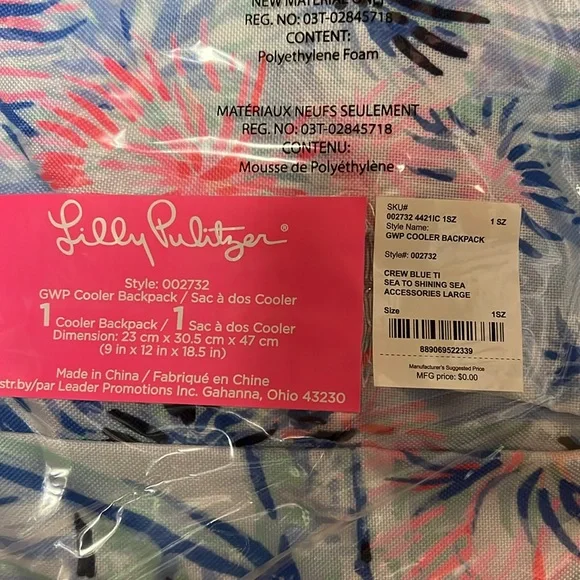 NEW MATERIAL ONLY
REG. NO: 03T-02845718
CONTENT:
Polyethylene Foam
MATÉRIAUX NEUFS SEULEMENT
REG. NO: 03T-02845718
CONTENU:
Mousse de Polyéthylène
Lilly Pulitzer®
Style: 002732
GWP Cooler Backpack / Sac à dos Cooler
1 Cooler Backpack / 1 Sac à dos Cooler
Dimension: 23 cm x 30.5 cm x 47 cm
(9 in x 12 in x 18.5 in)
Made in China / Fabriqué en Chine
str.by/par Leader Promotions Inc. Gahanna, Ohio 43230
SKU#
002732 4421IC 1SZ 1 SZ
Style Name:
GWP COOLER BACKPACK
Style#: 002732
CREW BLUE TI
SEA TO SHINING SEA
ACCESSORIES LARGE
Size 1SZ
889069522339
Manufacturer's Suggested Price
MFG price: $0.00